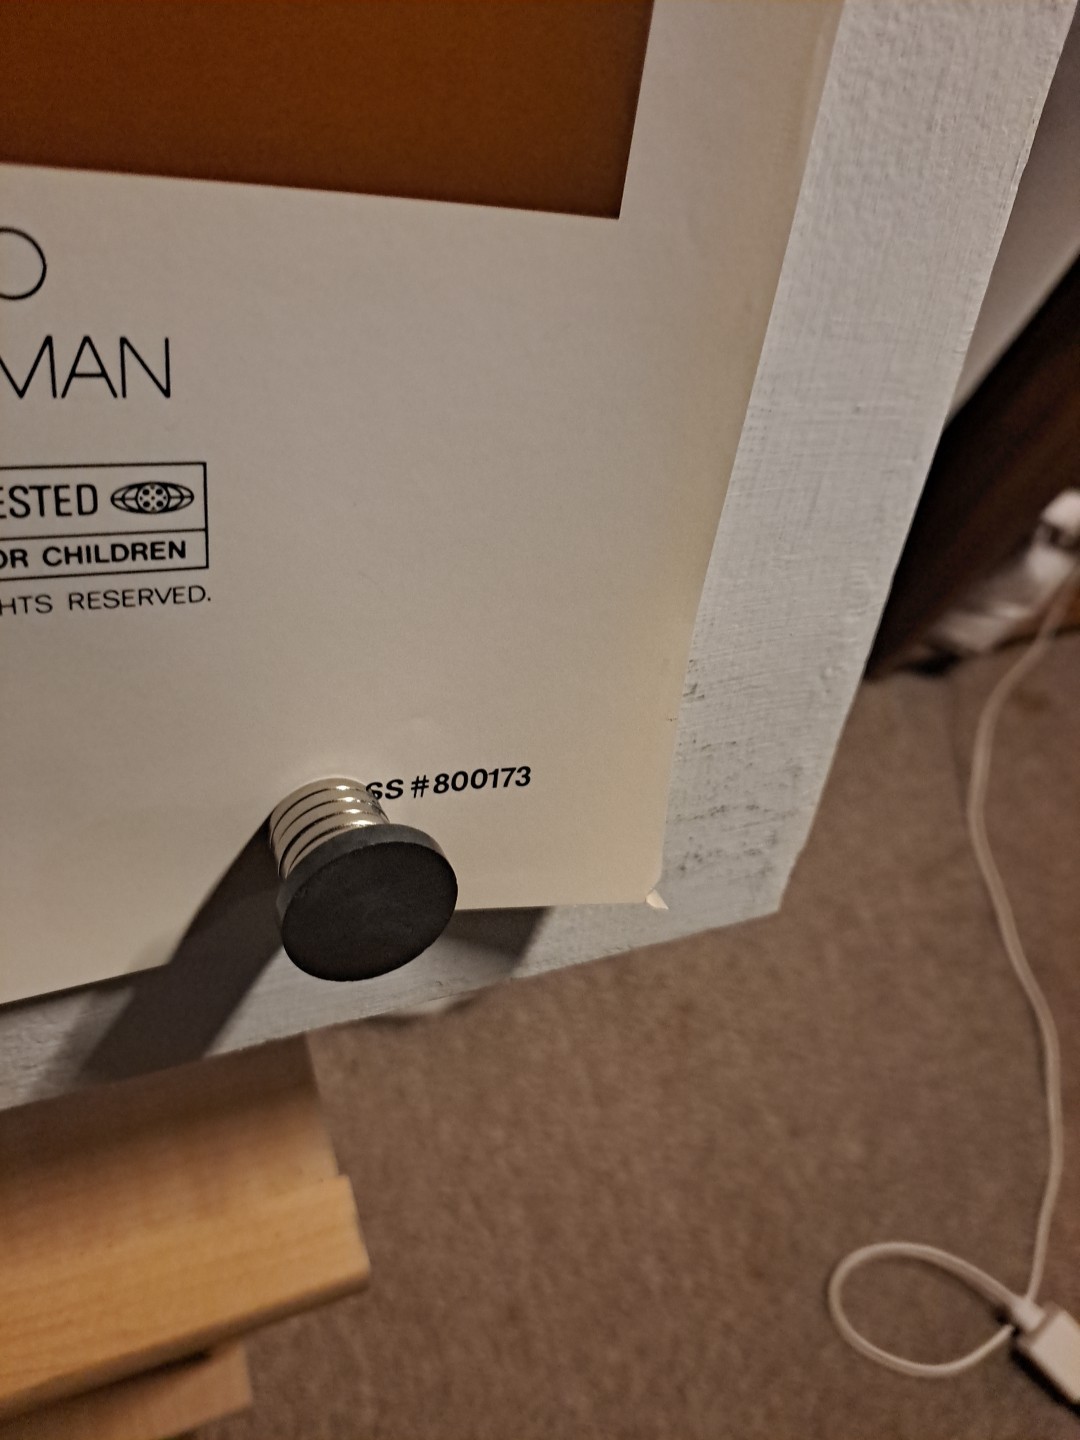 O
MAN
ESTED
OR CHILDREN
HTS RESERVED.
SS #800173